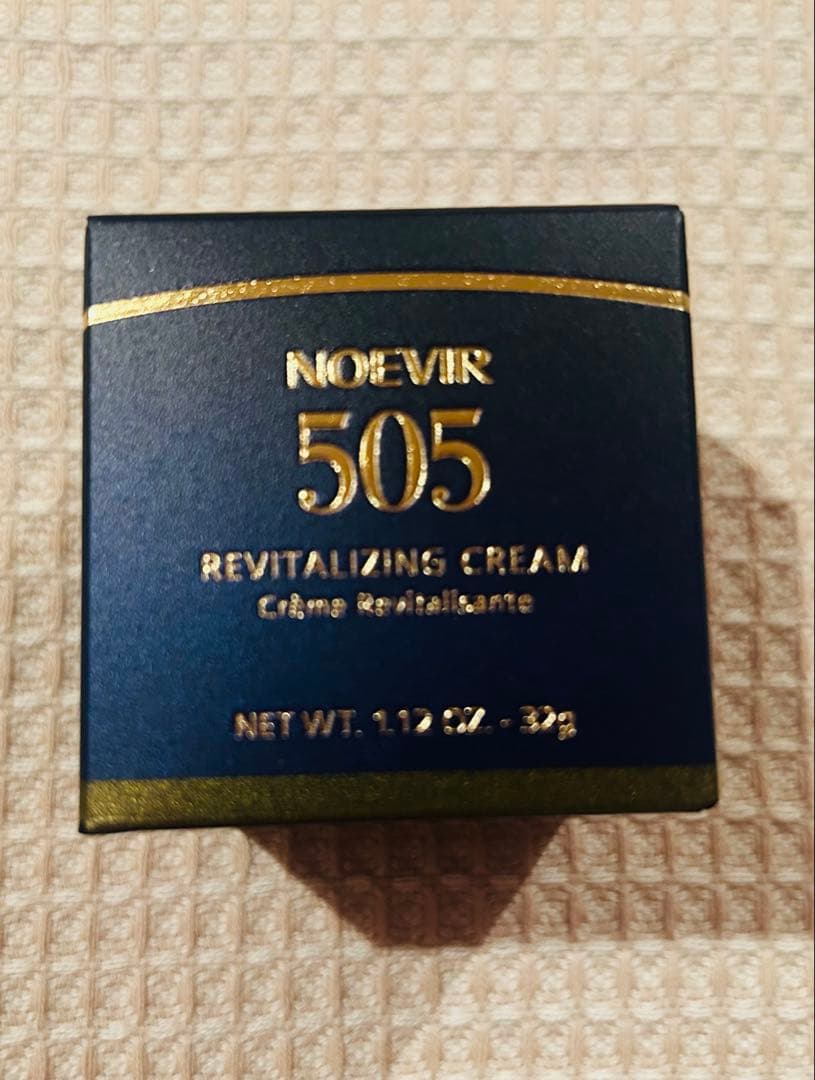 NOEVIR
505
REVITALIZING CREAM
Crème Revitalisante
NET WT. 1.12 OZ. - 32g